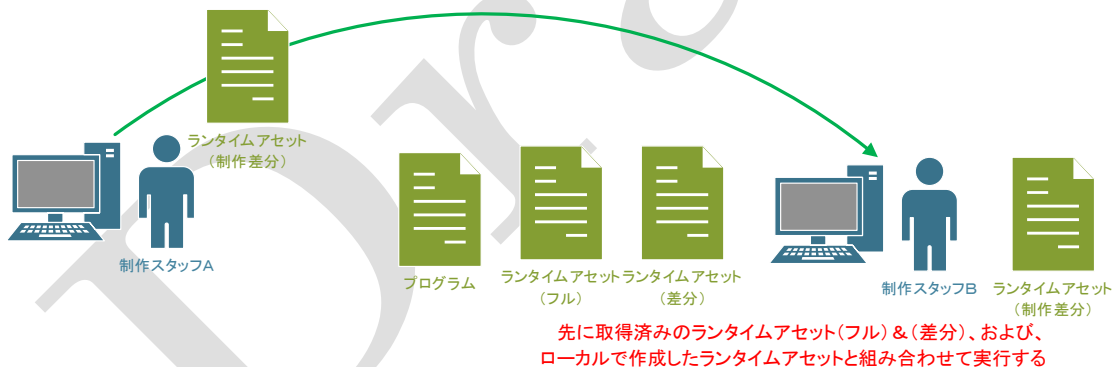 ランタイムアセット
（制作差分）
制作スタッフA
プログラム
ランタイムアセット
（フル）
ランタイムアセット
（差分）
制作スタッフB
ランタイムアセット
（制作差分）
先に取得済みのランタイムアセット（フル）＆（差分）、および、
ローカルで作成したランタイムアセットと組み合わせて実行する